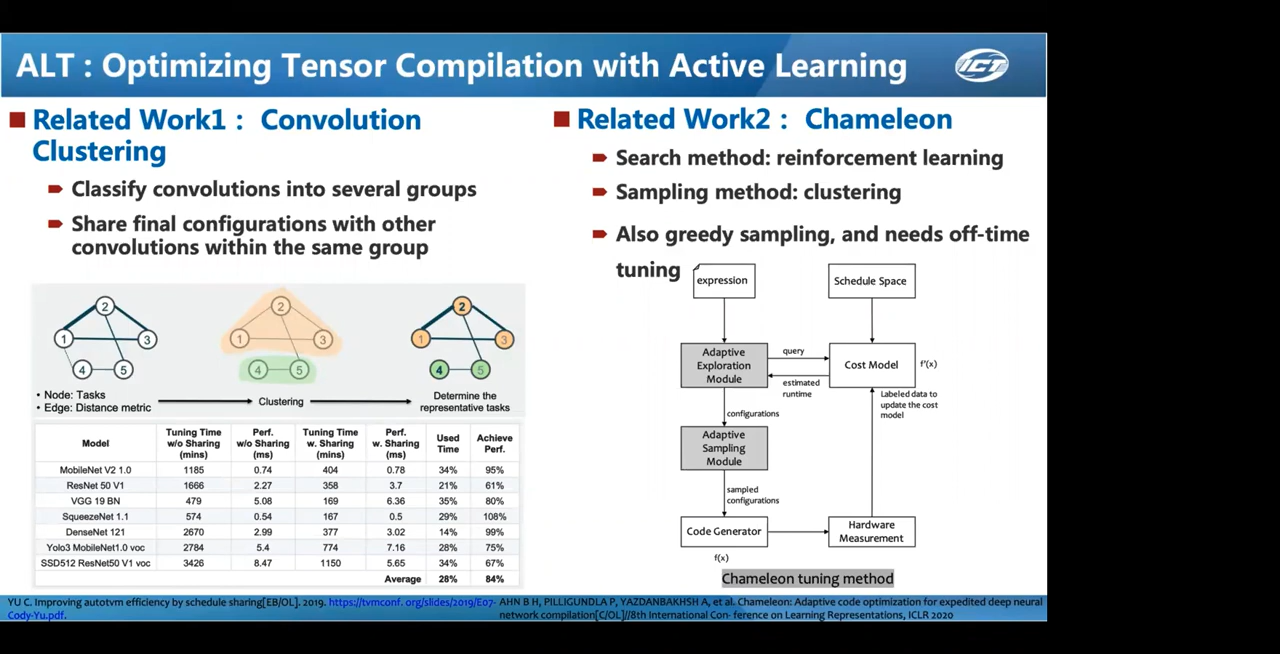 ALT : Optimizing Tensor Compilation with Active Learning
ICT
Related Work1 : Convolution
Clustering
Classify convolutions into several groups
Share final configurations with other
convolutions within the same group
2
1
3
4
5
2
1
3
4
5
2
1
3
4
5
• Node: Tasks
• Edge: Distance metric
Clustering
Determine the
representative tasks
Model Tuning Time w/o Sharing (mins) Perf. w/o Sharing (ms) Tuning Time w. Sharing (mins) Perf. w. Sharing (ms) Used Time Achieve Perf.
MobileNet V2 1.0 1185 0.74 404 0.78 34% 95%
ResNet 50 V1 1666 2.27 358 3.7 21% 61%
VGG 19 BN 479 5.08 169 6.36 35% 80%
SqueezeNet 1.1 574 0.54 167 0.5 29% 108%
DenseNet 121 2670 2.99 377 3.02 14% 99%
Yolo3 MobileNet1.0 voc 2784 5.4 774 7.16 28% 75%
SSD512 ResNet50 V1 voc 3426 8.47 1150 5.65 34% 67%
Average 28% 84%
Related Work2 : Chameleon
Search method: reinforcement learning
Sampling method: clustering
Also greedy sampling, and needs off-time
tuning
expression
Schedule Space
Adaptive
Exploration
Module
query
estimated
runtime
Cost Model
f'(x)
Labeled data to
update the cost
model
configurations
Adaptive
Sampling
Module
sampled
configurations
Code Generator
Hardware
Measurement
f(x)
Chameleon tuning method
YU C. Improving autotvm efficiency by schedule sharing[EB/OL]. 2019. https://tvmconf. org/slides/2019/E07-
Cody-Yu.pdf.
AHN B H, PILLIGUNDLA P, YAZDANBAKHSH A, et al. Chameleon: Adaptive code optimization for expedited deep neural
network compilation[C/OL]//8th International Con- ference on Learning Representations, ICLR 2020